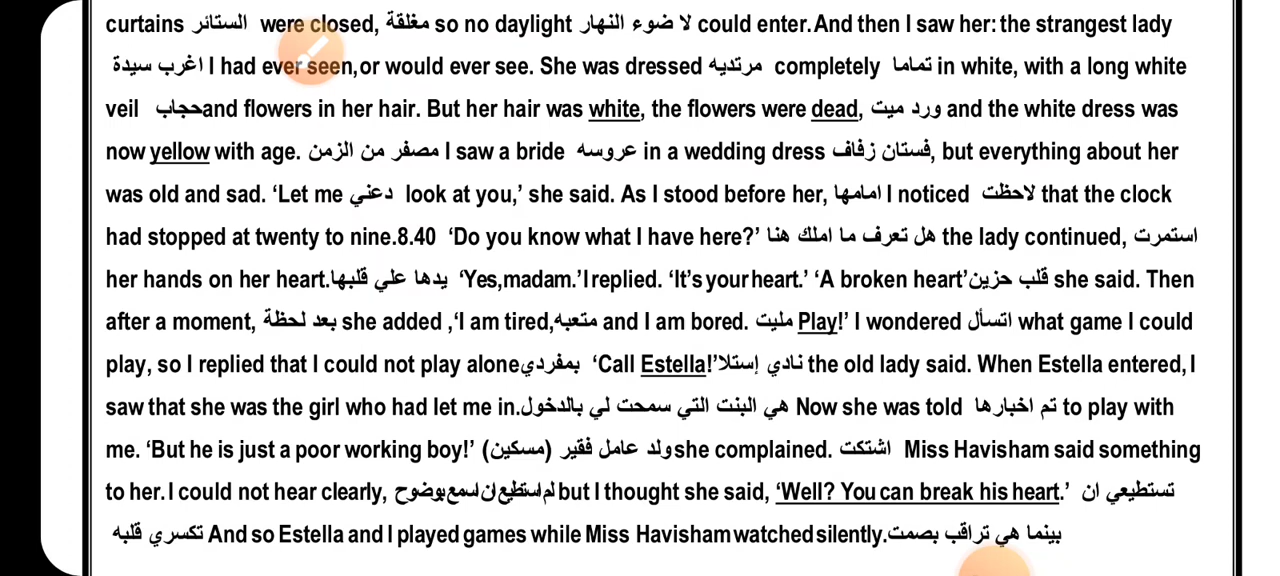 curtains الستائر were closed, مغلقة so no daylight لا ضوء النهار could enter.And then I saw her: the strangest lady
اغرب سيدة I had ever seen,or would ever see. She was dressed مرتديه completely تماما in white, with a long white
veil حجاب and flowers in her hair. But her hair was white, the flowers were dead, ورد ميت and the white dress was
now yellow with age. مصفر من الزمن I saw a bride عروسه in a wedding dress فستان زفاف, but everything about her
was old and sad. ‘Let me دعني look at you,’ she said. As I stood before her, امامها I noticed لاحظت that the clock
had stopped at twenty to nine.8.40 ‘Do you know what I have here?’ هل تعرف ما املك هنا the lady continued, استمرت
her hands on her heart.يدها علي قلبها ‘Yes,madam.’I replied. ‘It’s your heart.’ ‘A broken heart’قلب حزين she said. Then
after a moment, بعد لحظة she added ,‘I am tired,متعبه and I am bored. مليت Play!’ I wondered اتسأل what game I could
play, so I replied that I could not play alone بمفردي ‘Call Estella!’نادي إستلا the old lady said. When Estella entered, I
saw that she was the girl who had let me in.هي البنت التي سمحت لي بالدخول Now she was told تم اخبارها to play with
me. ‘But he is just a poor working boy!’ ولد عامل فقير (مسكين) she complained. اشتكت Miss Havisham said something
to her. I could not hear clearly, لم استطيع ان اسمع بوضوح but I thought she said, ‘Well? You can break his heart.’ تستطيعي ان
تكسري قلبه And so Estella and I played games while Miss Havisham watched silently.بينما هي تراقب بصمت